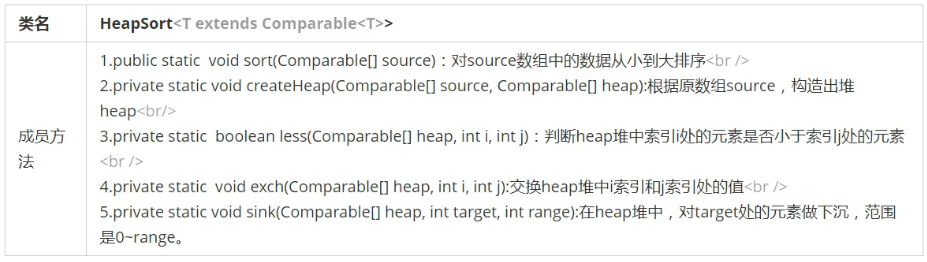 类名
HeapSort<T extends Comparable<T>>
1.public static  void sort(Comparable[] source)：对source数组中的数据从小到大排序<br />
2.private static void createHeap(Comparable[] source, Comparable[] heap):根据原数组source，构造出堆
heap<br/>
成员方
法
3.private static  boolean less(Comparable[] heap, int i, int j)：判断heap堆中索引i处的元素是否小于索引j处的元素
<br />
4.private static  void exch(Comparable[] heap, int i, int j):交换heap堆中i索引和j索引处的值<br />
5.private static void sink(Comparable[] heap, int target, int range):在heap堆中，对target处的元素做下沉，范围
是0~range。